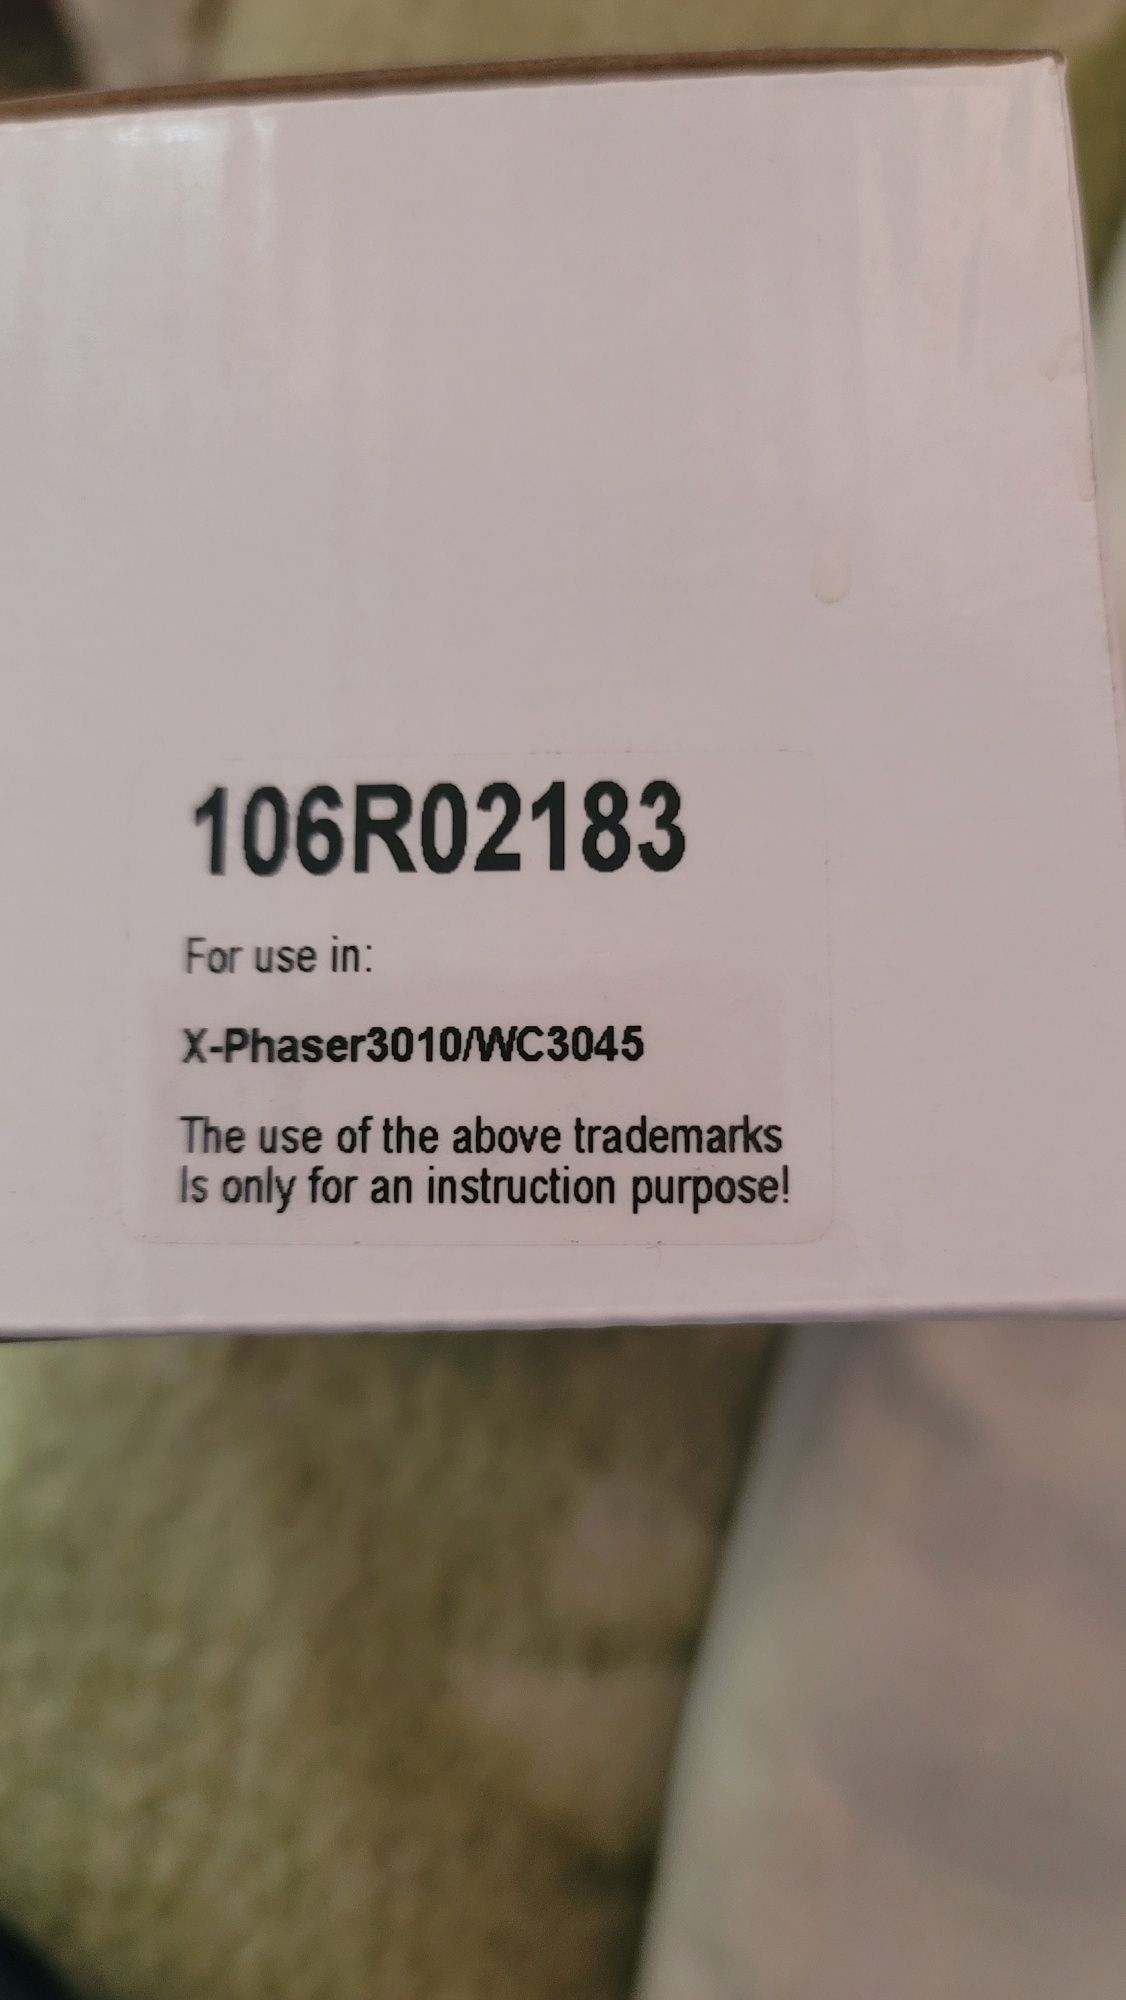 106R02183
For use in:
X-Phaser3010/WC3045
The use of the above trademarks
Is only for an instruction purpose!